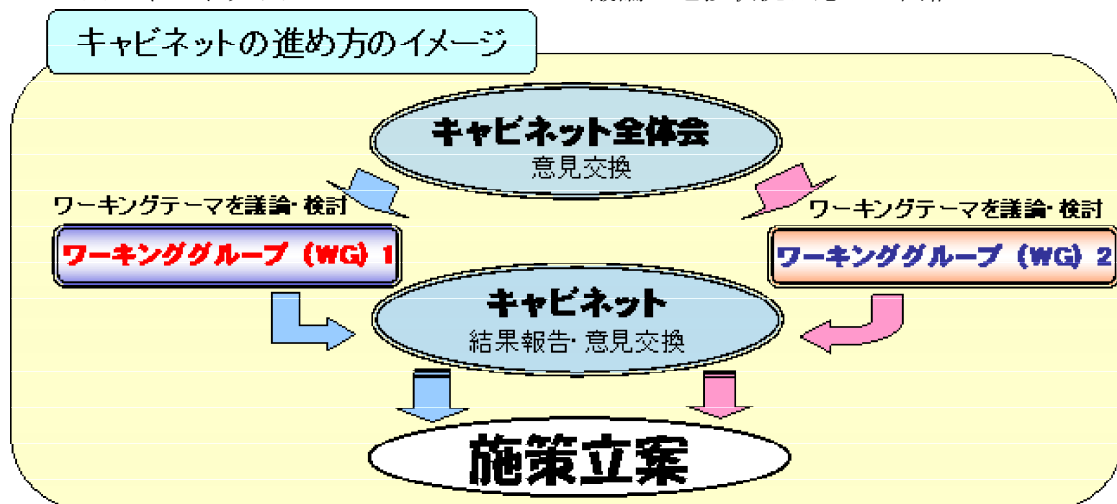 キャビネットの進め方のイメージ
キャビネット全体会
意見交換
ワーキングテーマを議論・検討
ワーキングテーマを議論・検討
ワーキンググループ（WG）1
ワーキンググループ（WG）2
キャビネット
結果報告・意見交換
施策立案